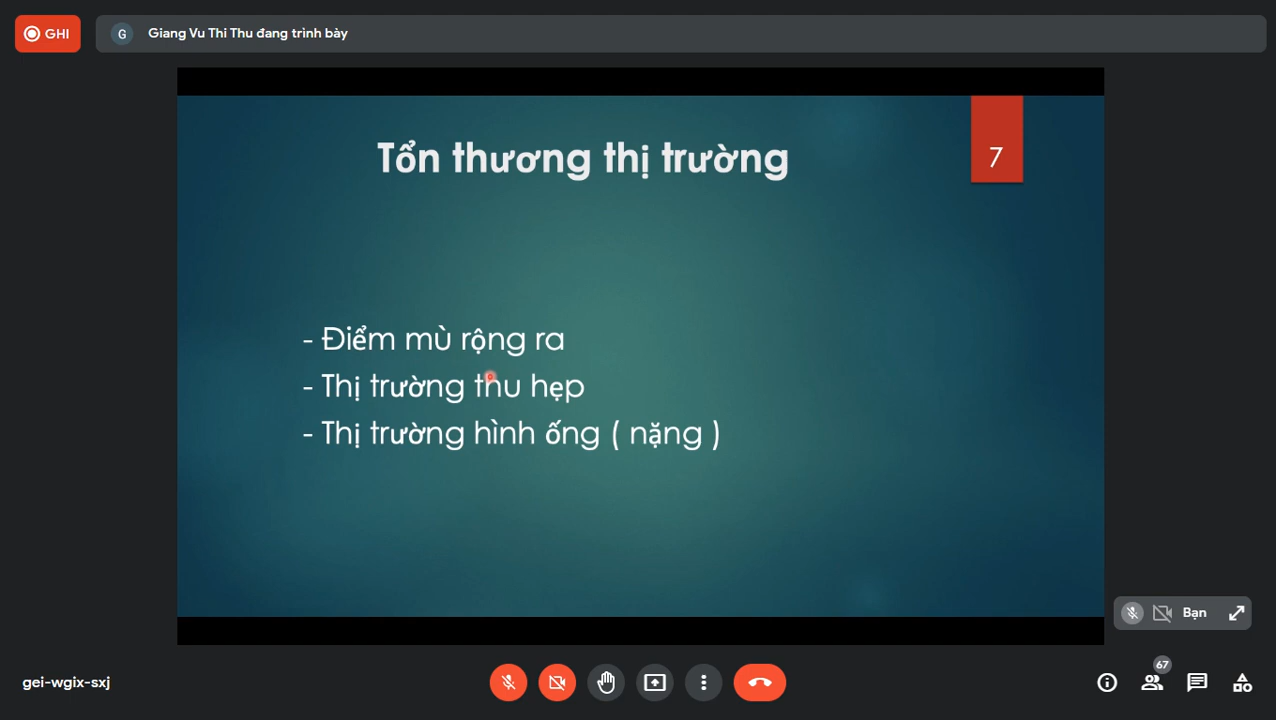 GHI
G
Giang Vu Thi Thu đang trình bày
Tổn thương thị trường
7
- Điểm mù rộng ra
- Thị trường thu hẹp
- Thị trường hình ống ( nặng )
Bạn
67
gei-wgix-sxj